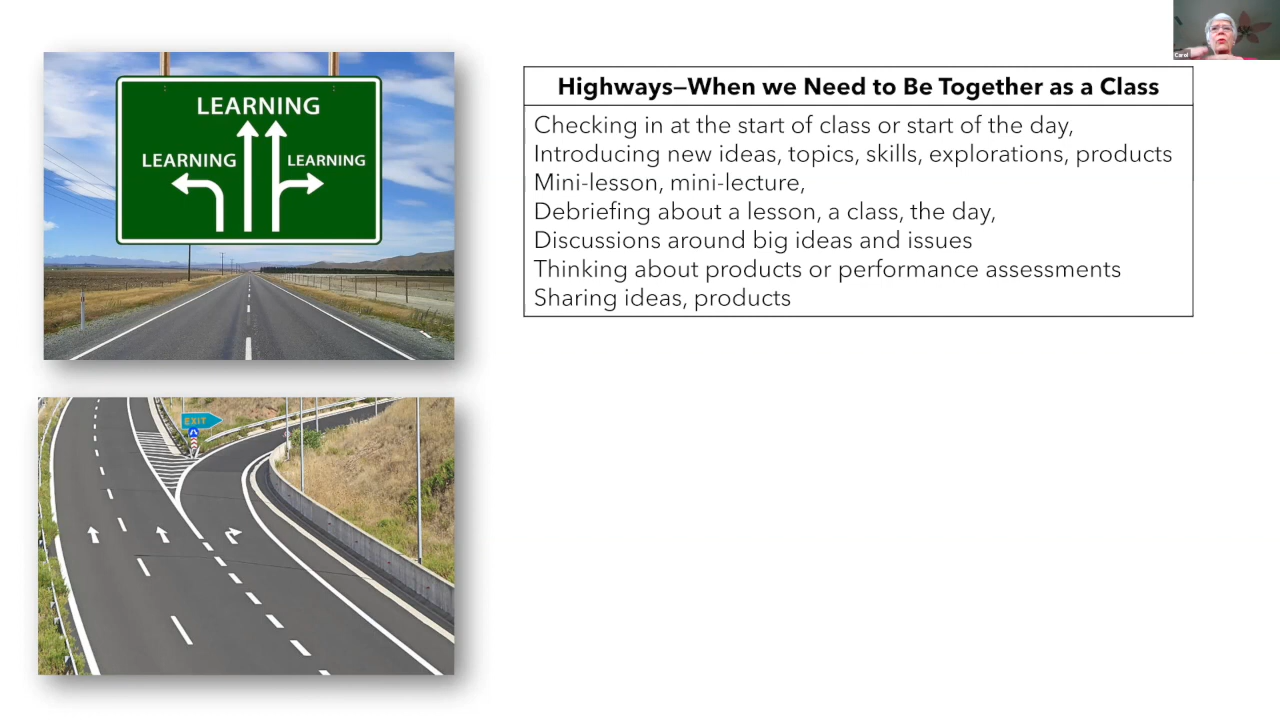 LEARNING
LEARNING
LEARNING
EXIT
Highways—When we Need to Be Together as a Class
Checking in at the start of class or start of the day,
Introducing new ideas, topics, skills, explorations, products
Mini-lesson, mini-lecture,
Debriefing about a lesson, a class, the day,
Discussions around big ideas and issues
Thinking about products or performance assessments
Sharing ideas, products
Carol